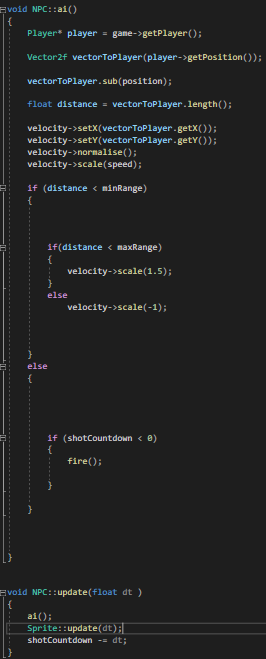 void NPC::ai()
{
Player* player = game->getPlayer();
Vector2f vectorToPlayer(player->getPosition());
vectorToPlayer.sub(position);
float distance = vectorToPlayer.length();
velocity->setX(vectorToPlayer.getX());
velocity->setY(vectorToPlayer.getY());
velocity->normalise();
velocity->scale(speed);
if (distance < minRange)
{
if(distance < maxRange)
{
velocity->scale(1.5);
}
else
velocity->scale(-1);
}
else
{
if (shotCountdown < 0)
{
fire();
}
}
}
void NPC::update(float dt )
{
ai();
Sprite::update(dt);
shotCountdown -= dt;
}